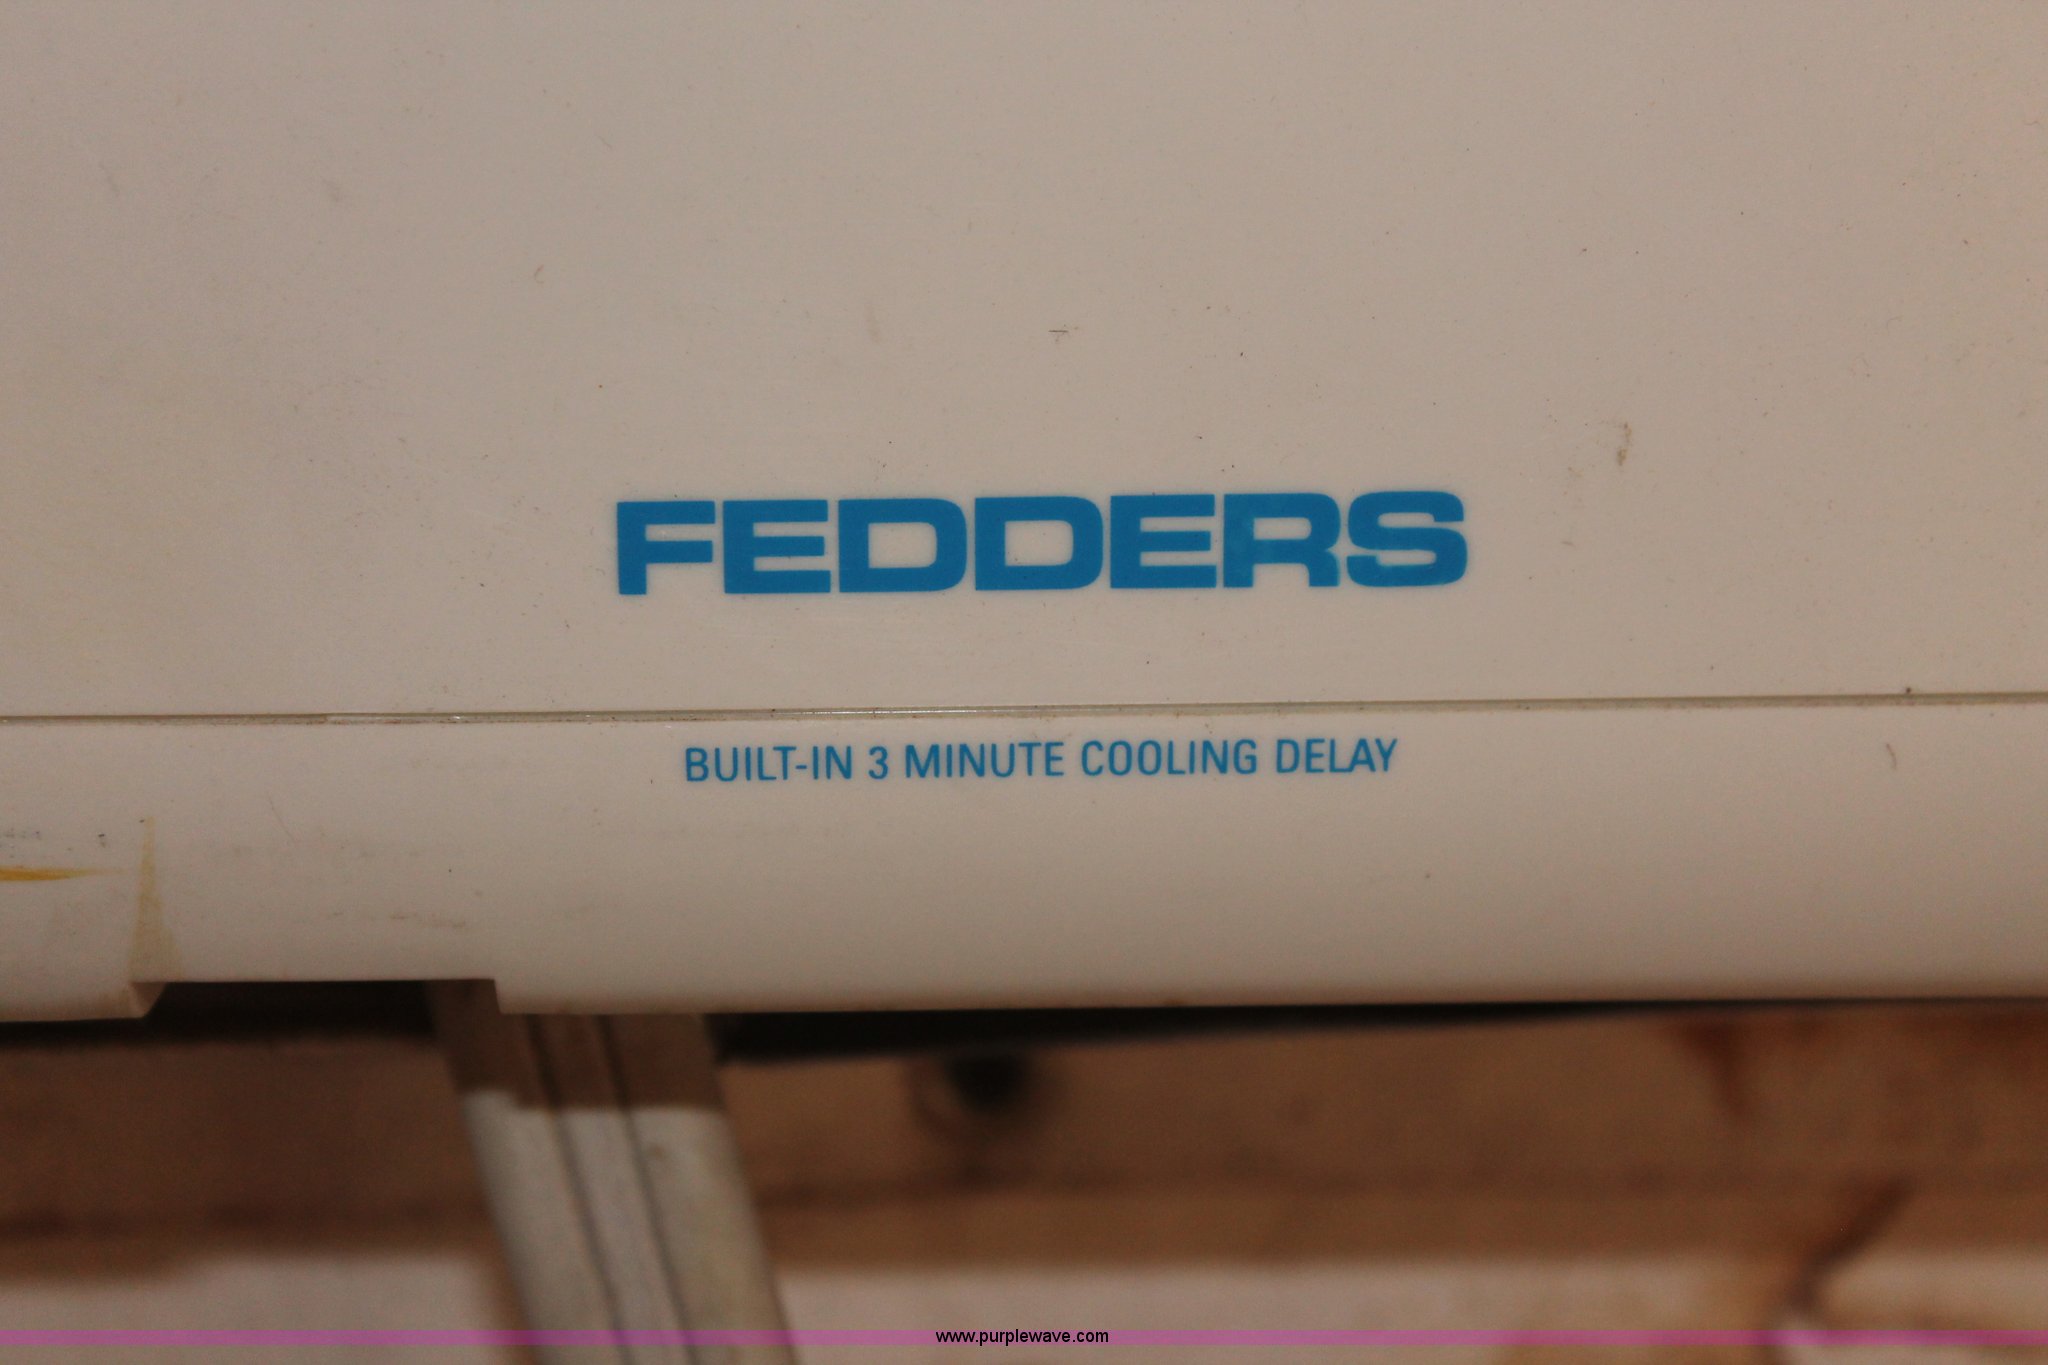 FEDDERS
BUILT-IN 3 MINUTE COOLING DELAY
www.purplewave.com